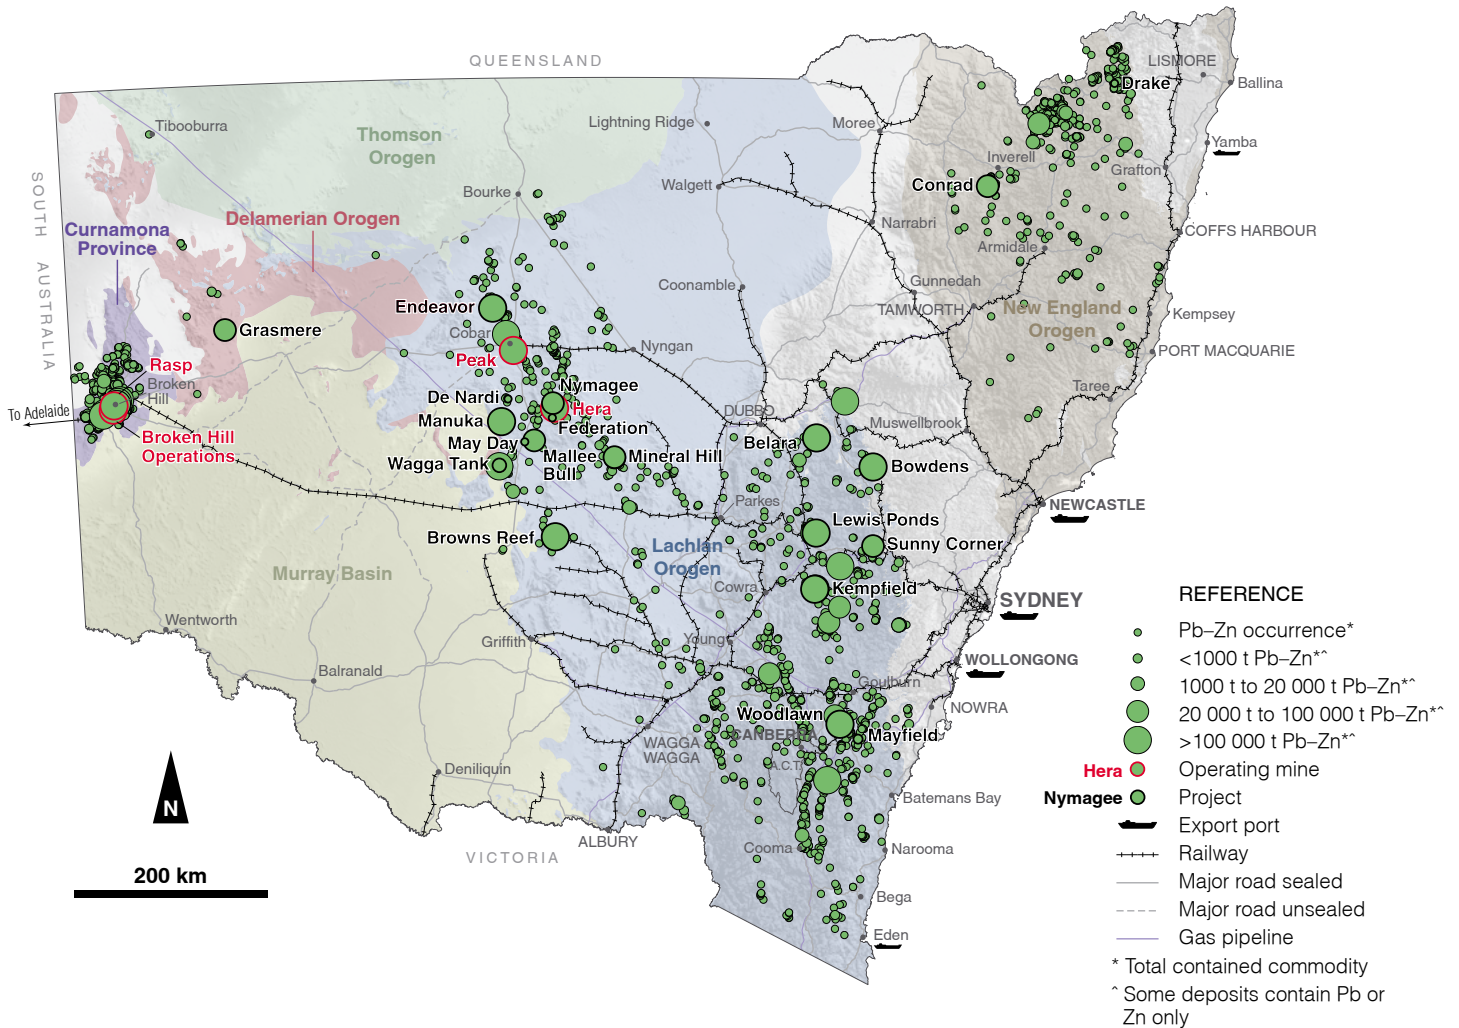 QUEENSLAND
LISMORE
Drake
Ballina
Tibooburra
Thomson
Orogen
Lightning Ridge
Moree
Yamba
Inverell
Grafton
SOUTH AUSTRALIA
Bourke
Walgett
Conrad
Delamerian Orogen
Curnamona
Province
Narrabri
COFFS HARBOUR
Armidale
Coonamble
Gunnedah
Endeavor
TAMWORTH
New England
Orogen
Kempsey
Grasmere
Cobar
Nyngan
PORT MACQUARIE
Peak
Rasp
Broken
Hill
Nymagee
Taree
De Nardi
Hera
To Adelaide
DUBBO
Manuka
Federation
Muswellbrook
Broken Hill
Operations
May Day
Belara
Wagga Tank
Mallee
Bull
Mineral Hill
Bowdens
Parkes
NEWCASTLE
Lewis Ponds
Browns Reef
Lachlan
Orogen
Sunny Corner
Murray Basin
Cowra
Kempfield
SYDNEY
Wentworth
Griffith
Young
WOLLONGONG
Balranald
Goulburn
NOWRA
Woodlawn
CANBERRA
Mayfield
WAGGA
WAGGA
A.C.T.
Deniliquin
Batemans Bay
N
ALBURY
VICTORIA
Cooma
Narooma
200 km
Bega
Eden
REFERENCE
Pb–Zn occurrence*
<1000 t Pb–Zn*ˆ
1000 t to 20 000 t Pb–Zn*ˆ
20 000 t to 100 000 t Pb–Zn*ˆ
>100 000 t Pb–Zn*ˆ
Hera Operating mine
Nymagee Project
Export port
Railway
Major road sealed
Major road unsealed
Gas pipeline
* Total contained commodity
ˆ Some deposits contain Pb or
Zn only